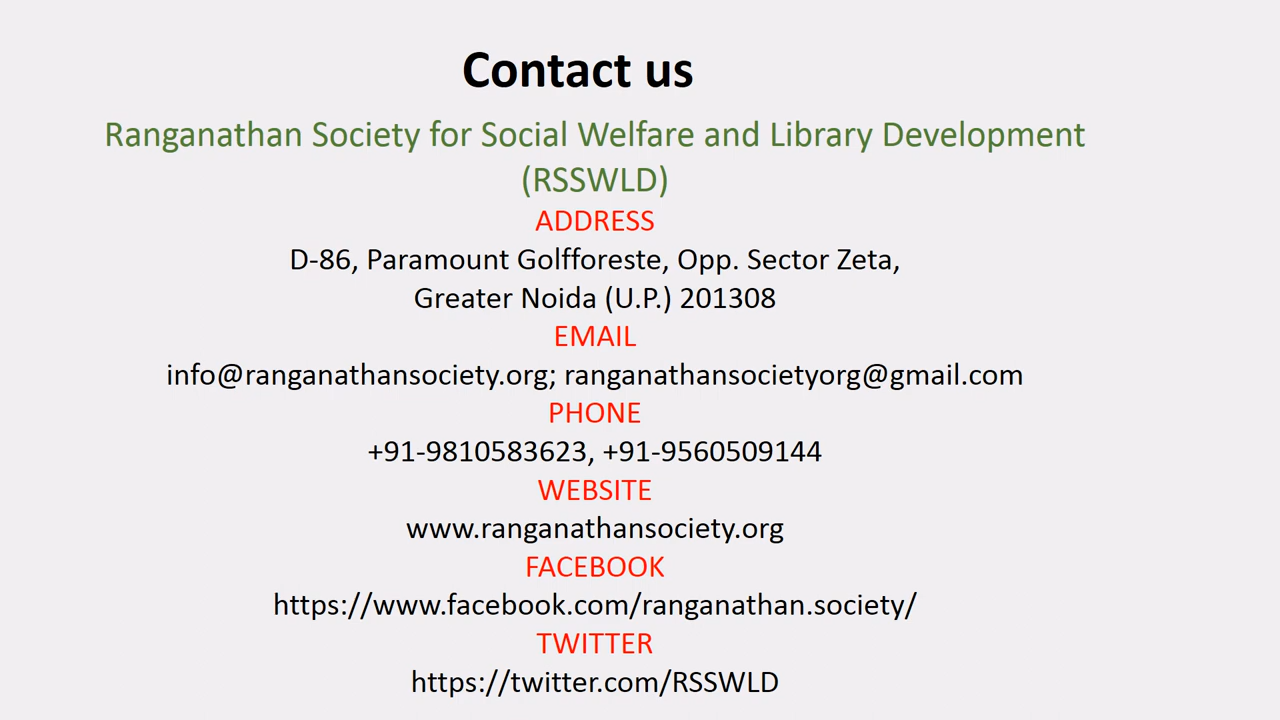 Contact us
Ranganathan Society for Social Welfare and Library Development
(RSSWLD)
ADDRESS
D-86, Paramount Golfforeste, Opp. Sector Zeta,
Greater Noida (U.P.) 201308
EMAIL
info@ranganathansociety.org; ranganathansocietyorg@gmail.com
PHONE
+91-9810583623, +91-9560509144
WEBSITE
www.ranganathansociety.org
FACEBOOK
https://www.facebook.com/ranganathan.society/
TWITTER
https://twitter.com/RSSWLD